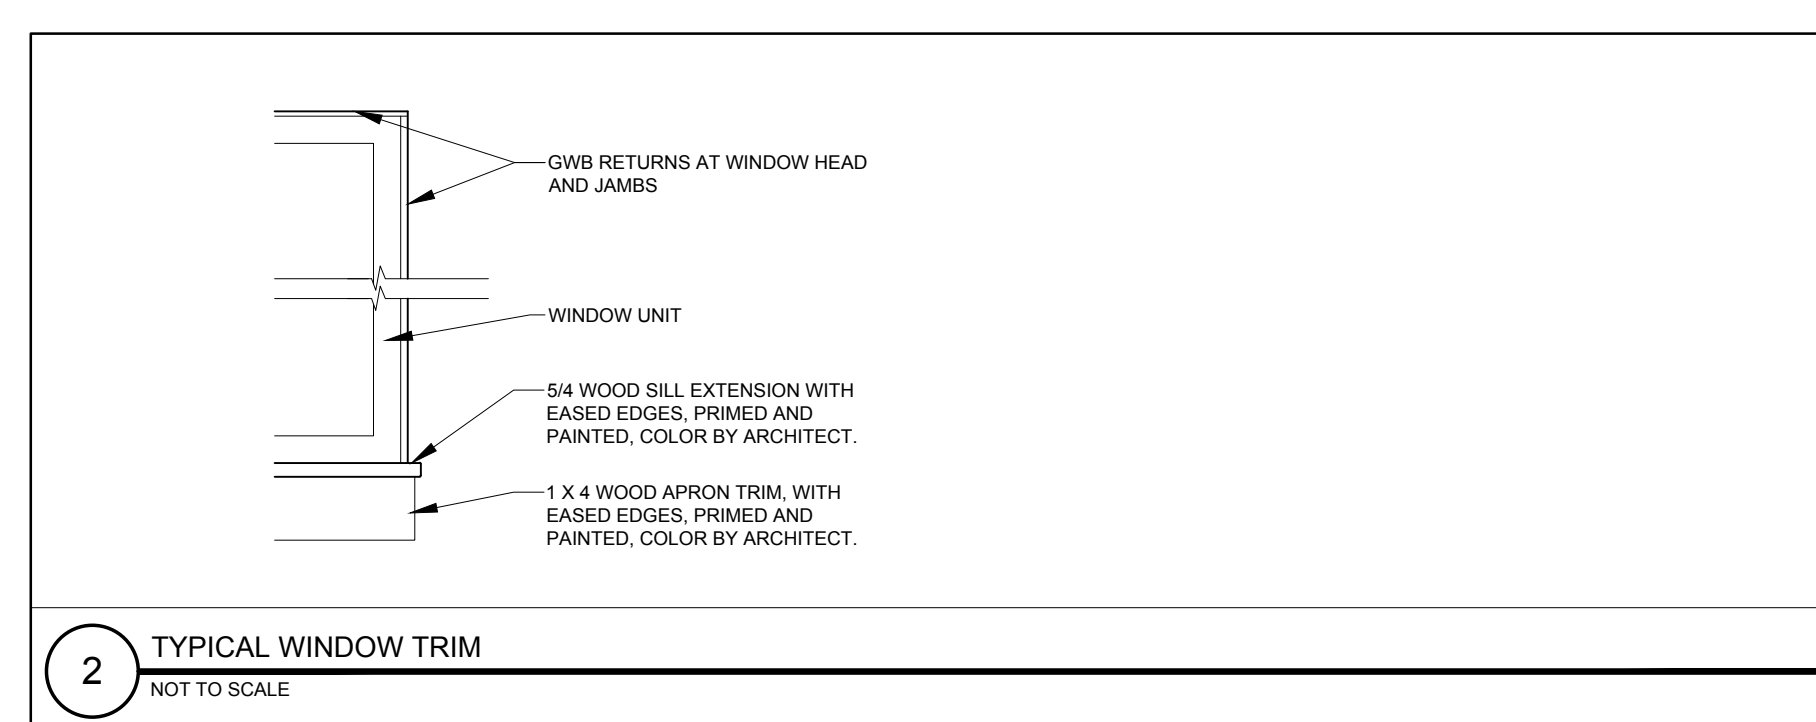 GWB RETURNS AT WINDOW HEAD
AND JAMBS
WINDOW UNIT
5/4 WOOD SILL EXTENSION WITH
EASED EDGES, PRIMED AND
PAINTED, COLOR BY ARCHITECT.
1 X 4 WOOD APRON TRIM, WITH
EASED EDGES, PRIMED AND
PAINTED, COLOR BY ARCHITECT.
2
TYPICAL WINDOW TRIM
NOT TO SCALE